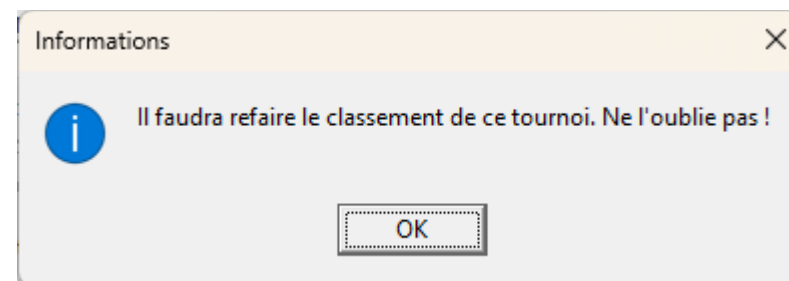 Informations
Il faudra refaire le classement de ce tournoi. Ne l'oublie pas !
OK